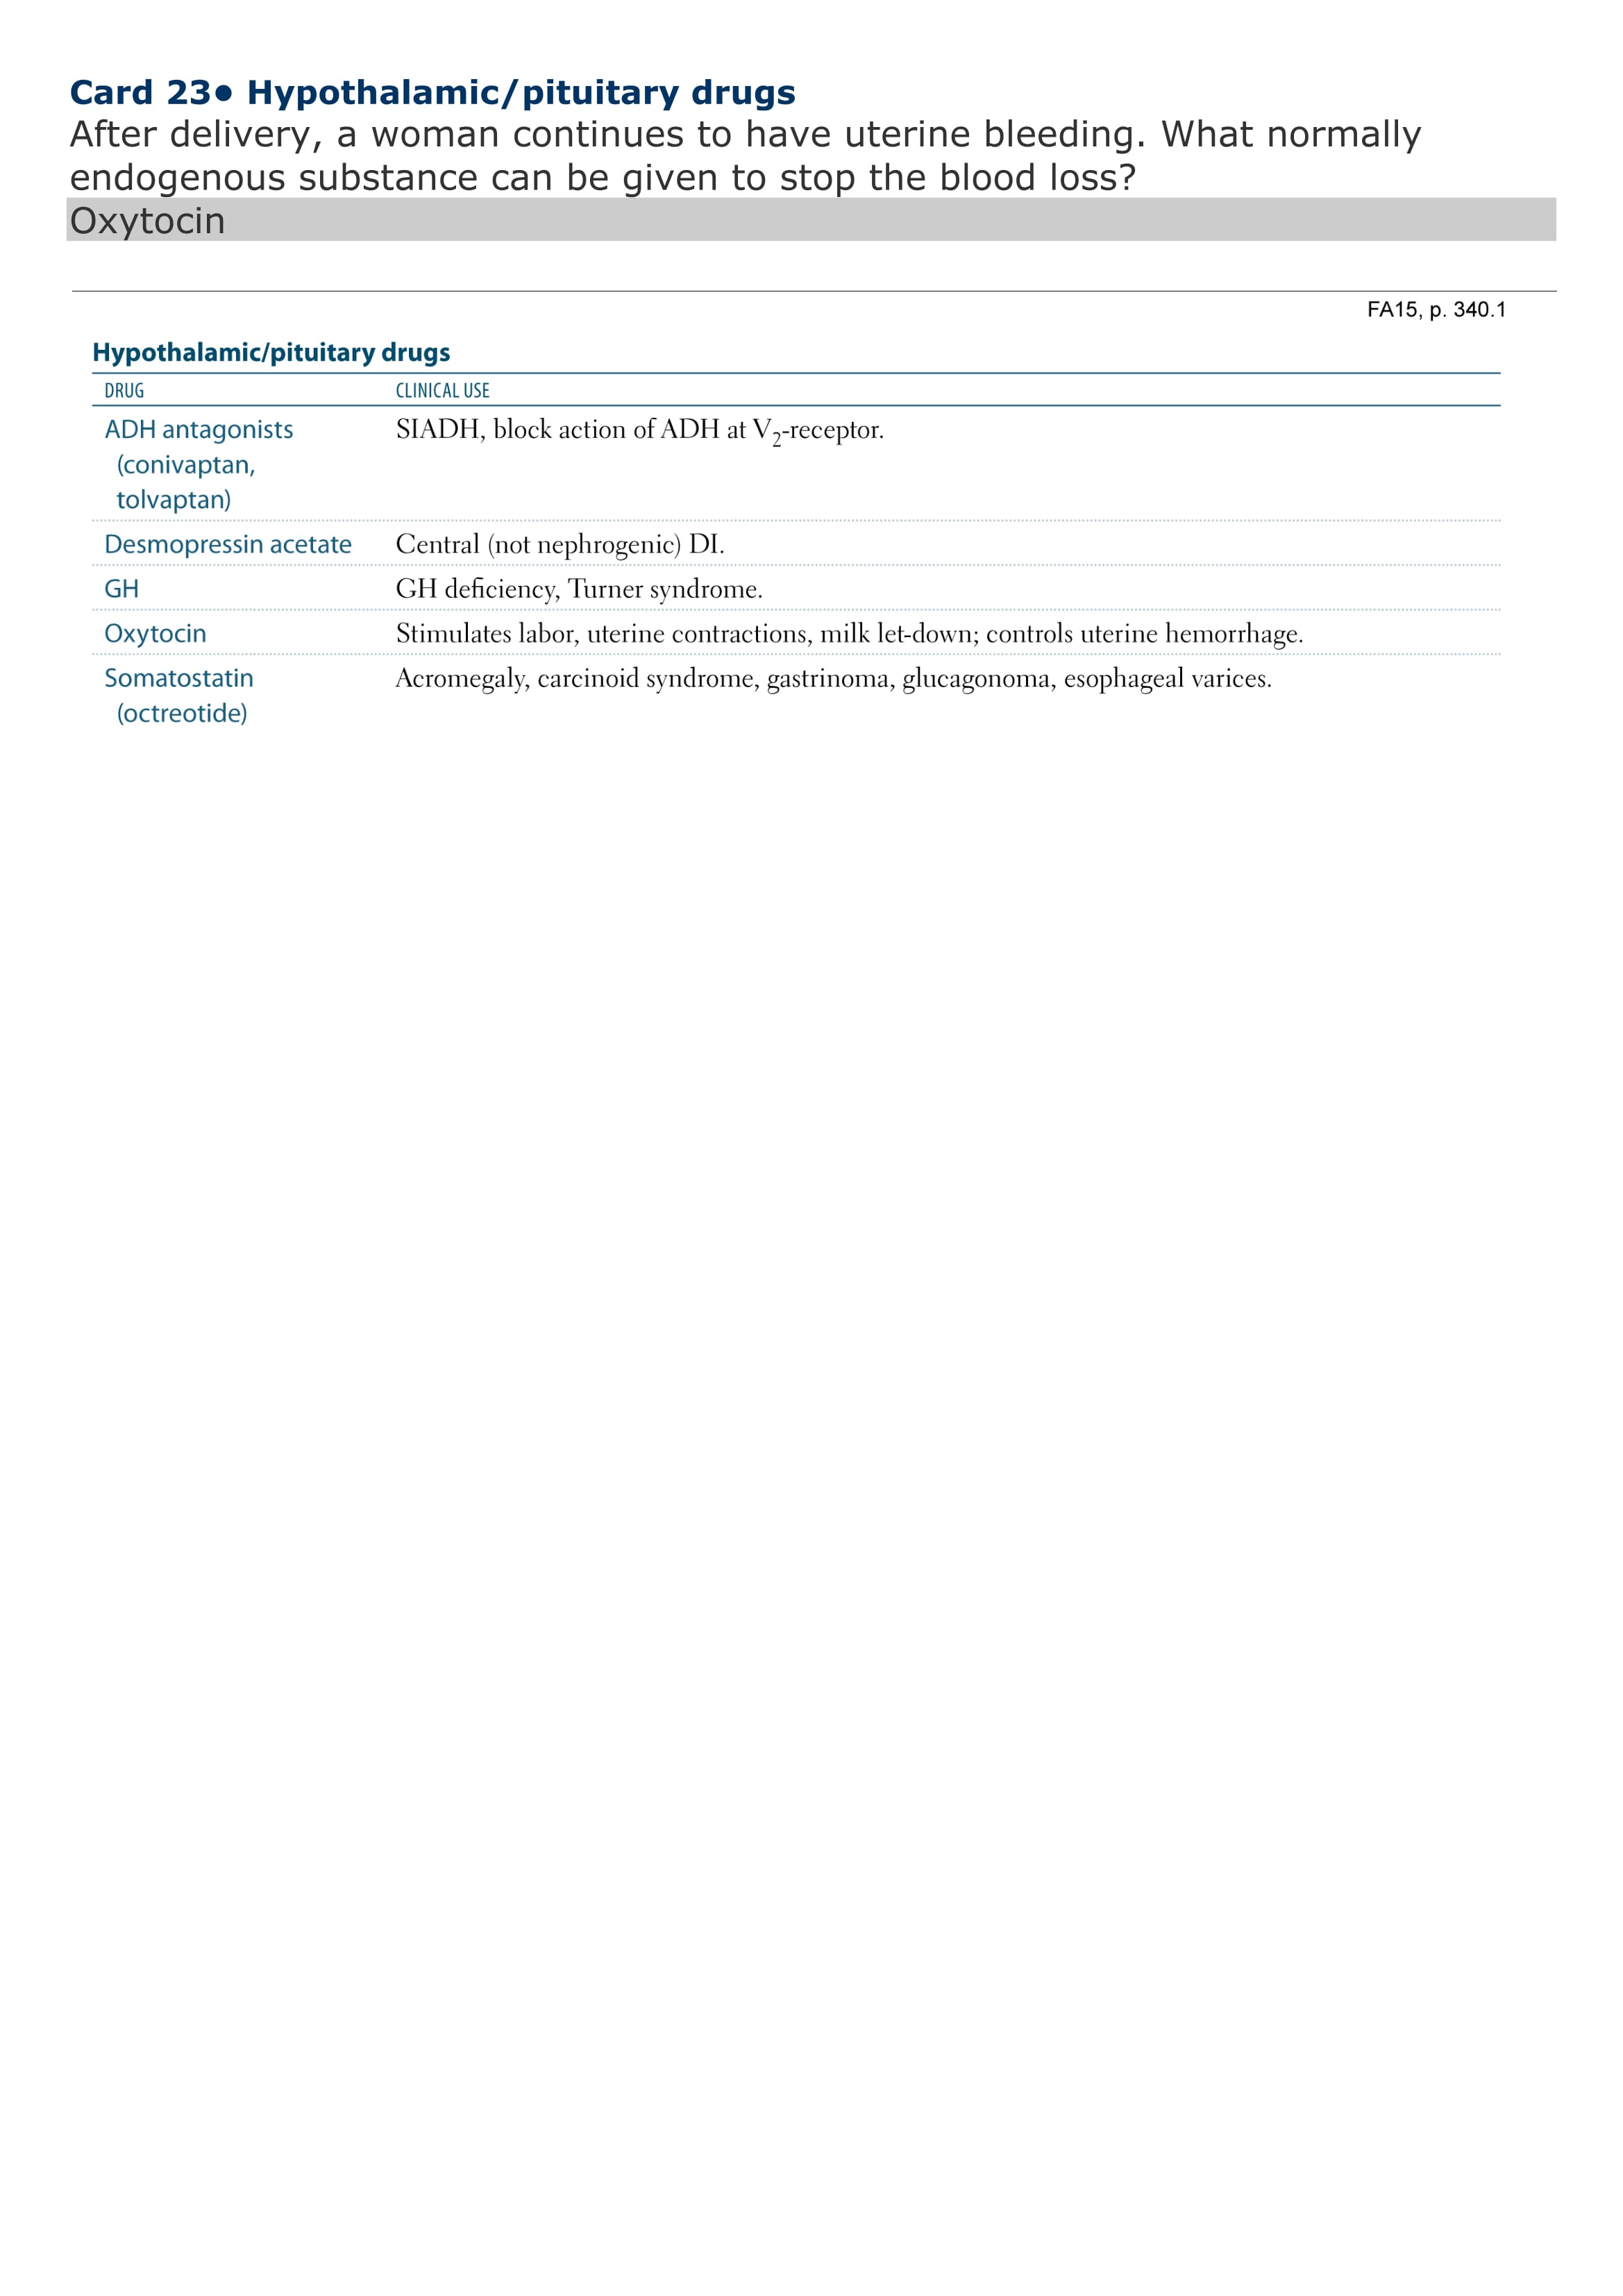 Card 23● Hypothalamic/pituitary drugs
After delivery, a woman continues to have uterine bleeding. What normally
endogenous substance can be given to stop the blood loss?
Oxytocin
FA15, p. 340.1
Hypothalamic/pituitary drugs
DRUG CLINICAL USE
ADH antagonists SIADH, block action of ADH at V₂-receptor.
(conivaptan,
tolvaptan)
Desmopressin acetate Central (not nephrogenic) DI.
GH GH deficiency, Turner syndrome.
Oxytocin Stimulates labor, uterine contractions, milk let-down; controls uterine hemorrhage.
Somatostatin Acromegaly, carcinoid syndrome, gastrinoma, glucagonoma, esophageal varices.
(octreotide)